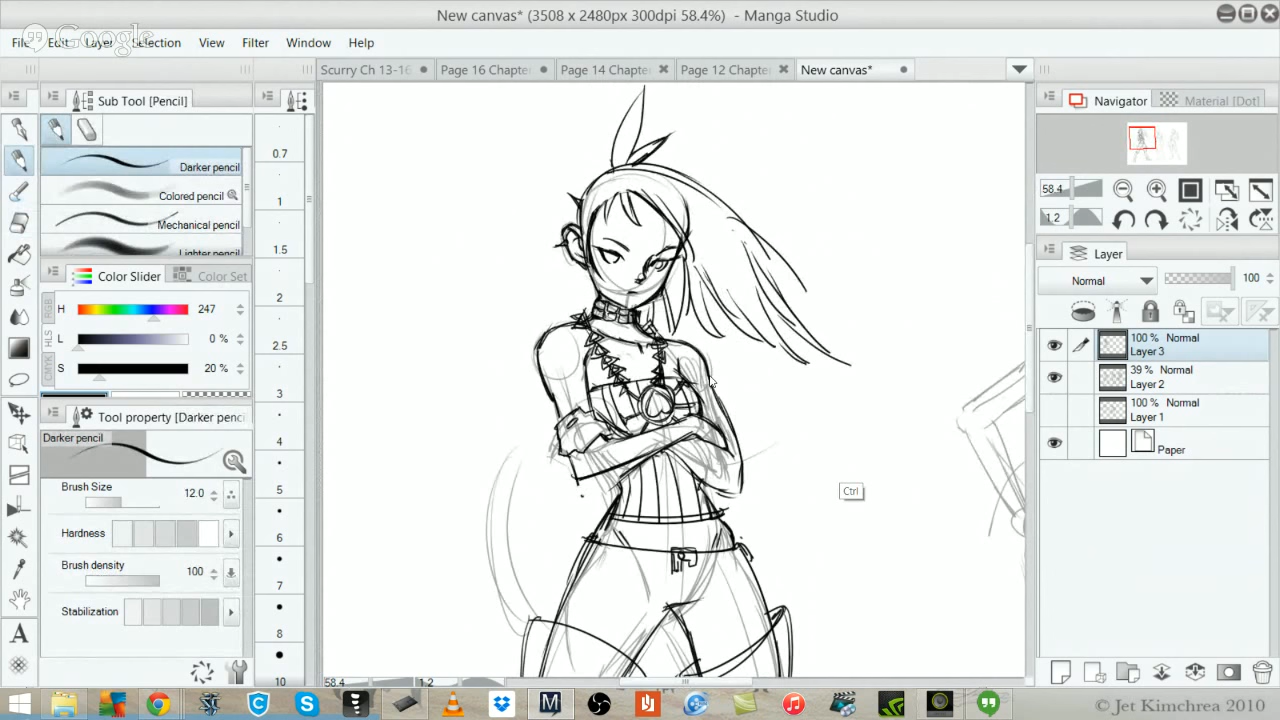 New canvas* (3508 x 2480px 300dpi 58.4%) - Manga Studio
Google
File Edit Layer Selection View Filter Window Help
Scurry Ch 13-16
Page 16 Chapte
Page 14 Chapte
Page 12 Chapte
New canvas*
Sub Tool [Pencil]
Darker pencil
Colored pencil
Mechanical pencil
Lighter pencil
Color Slider
Color Set
RGB
HLS
CMYK
H 247
L 0 %
S 20 %
Tool property [Darker penci
Darker pencil
Brush Size 12.0
Hardness
Brush density 100
Stabilization
0.7
1
1.5
2
2.5
3
4
5
6
7
8
10
Ctrl
58.4
1.2
Navigator
Material [Dot]
58.4
1.2
Layer
Normal 100
100 % Normal
Layer 3
39 % Normal
Layer 2
100 % Normal
Layer 1
Paper
© Jet Kimchrea 2010